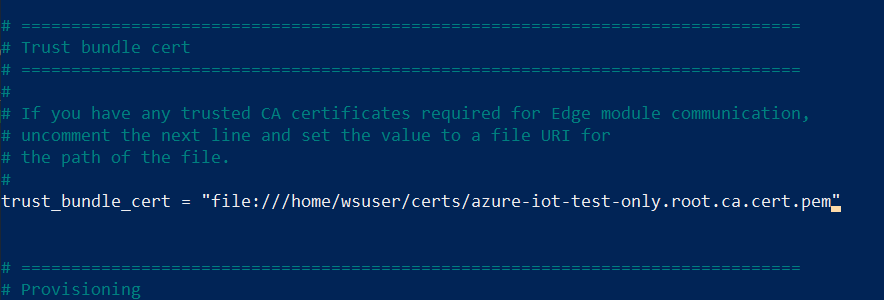 # ==============================================================================
# Trust bundle cert
# ==============================================================================
#
# If you have any trusted CA certificates required for Edge module communication,
# uncomment the next line and set the value to a file URI for
# the path of the file.
#
trust_bundle_cert = "file:///home/wsuser/certs/azure-iot-test-only.root.ca.cert.pem"
# ==============================================================================
# Provisioning